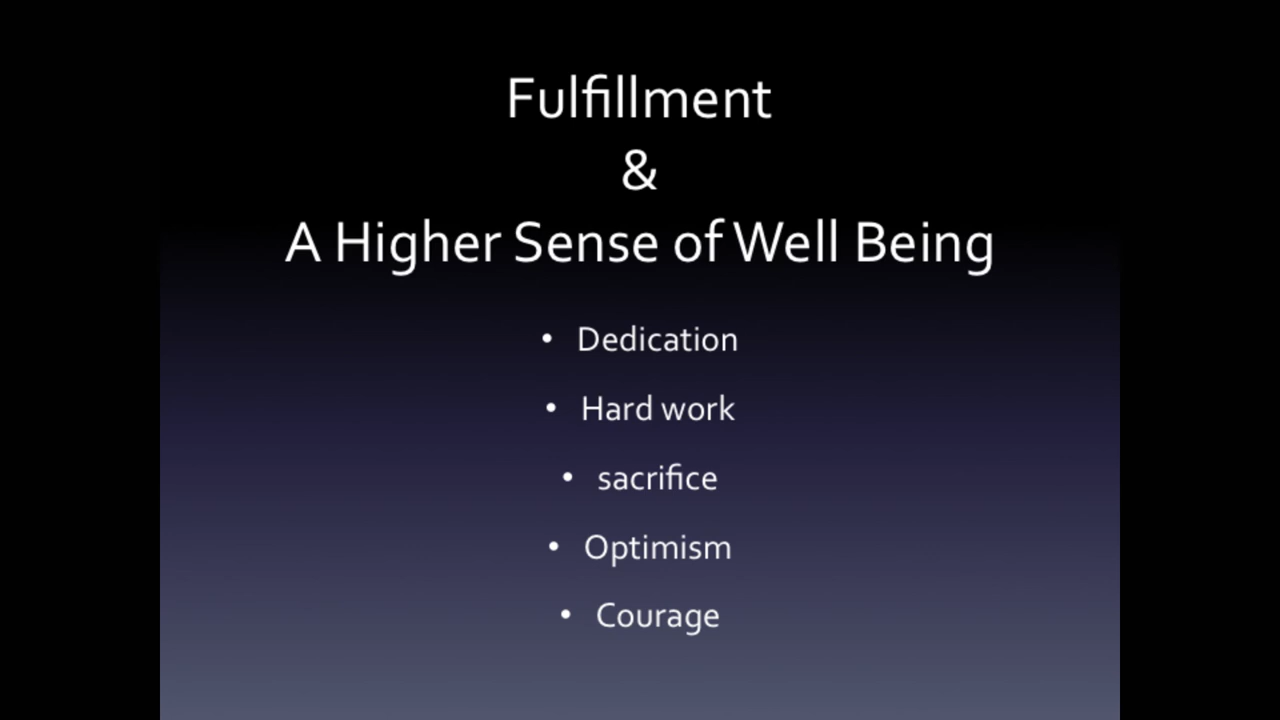 Fulfillment
&
A Higher Sense of Well Being
• Dedication
• Hard work
• sacrifice
• Optimism
• Courage